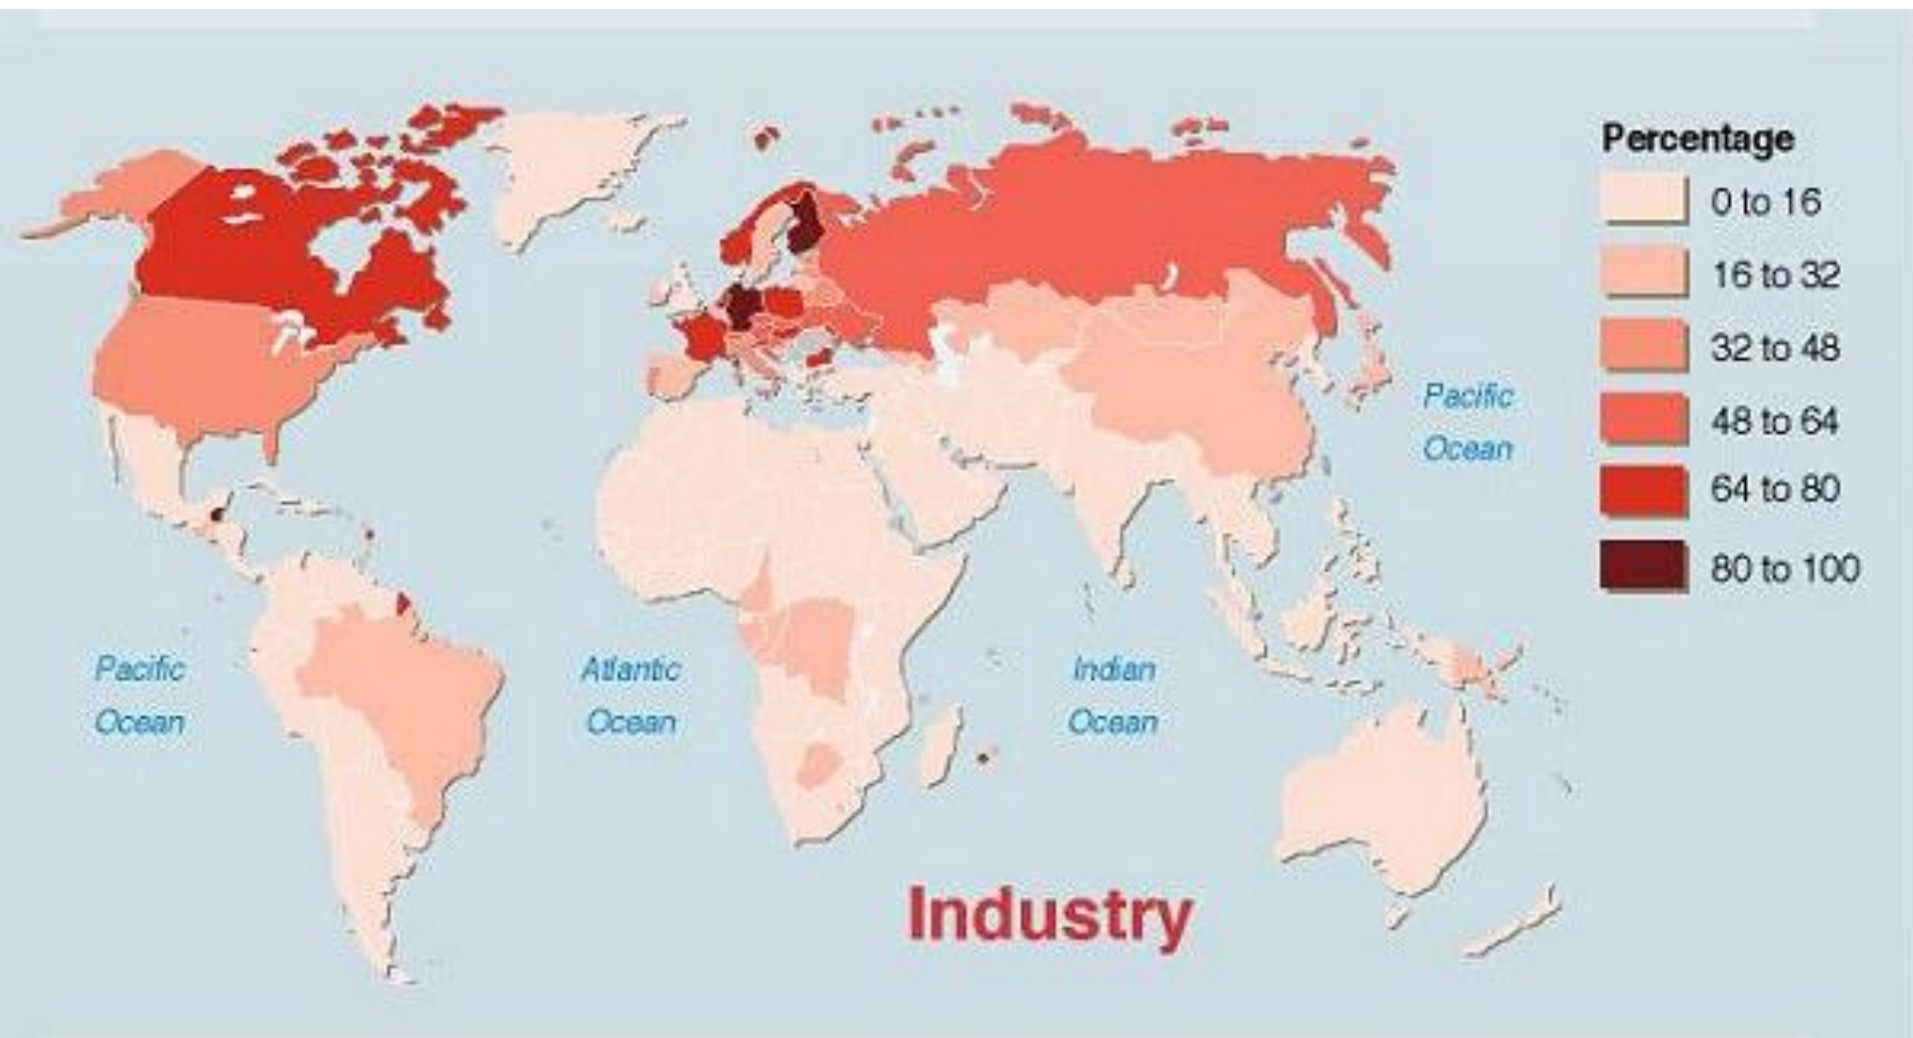 Percentage
0 to 16
16 to 32
32 to 48
48 to 64
64 to 80
80 to 100
Pacific
Ocean
Pacific
Ocean
Atlantic
Ocean
Indian
Ocean
Industry